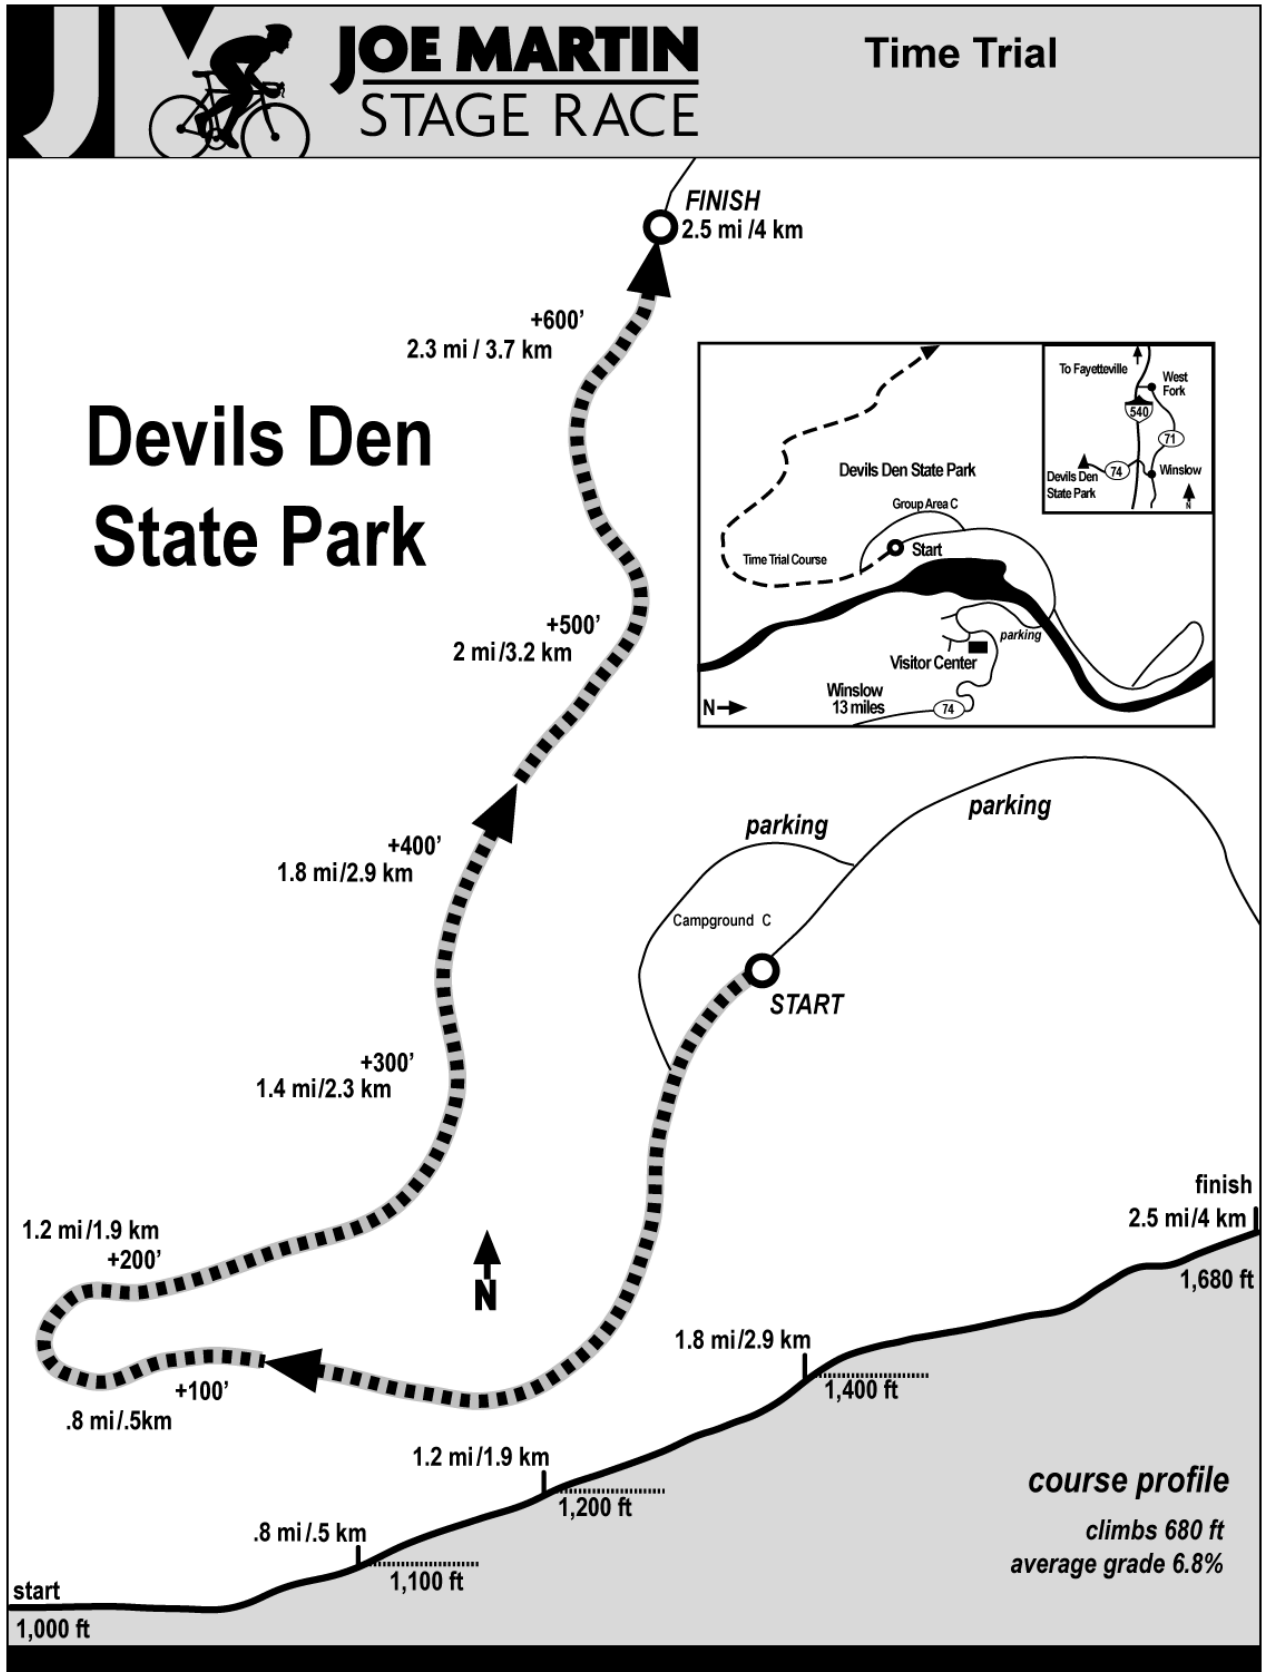 JOE MARTIN
STAGE RACE
Time Trial
FINISH
2.5 mi /4 km
+600’
2.3 mi / 3.7 km
Devils Den
State Park
To Fayetteville
West
Fork
540
71
Devils Den
State Park
74
Winslow
N
Devils Den State Park
Group Area C
Start
Time Trial Course
parking
Visitor Center
Winslow
13 miles
74
N
+500’
2 mi/3.2 km
parking
parking
+400’
1.8 mi/2.9 km
Campground C
START
+300’
1.4 mi/2.3 km
1.2 mi/1.9 km
+200’
N
+100’
.8 mi/.5km
finish
2.5 mi/4 km
1,680 ft
1.8 mi/2.9 km
1,400 ft
1.2 mi/1.9 km
1,200 ft
.8 mi/.5 km
1,100 ft
start
1,000 ft
course profile
climbs 680 ft
average grade 6.8%